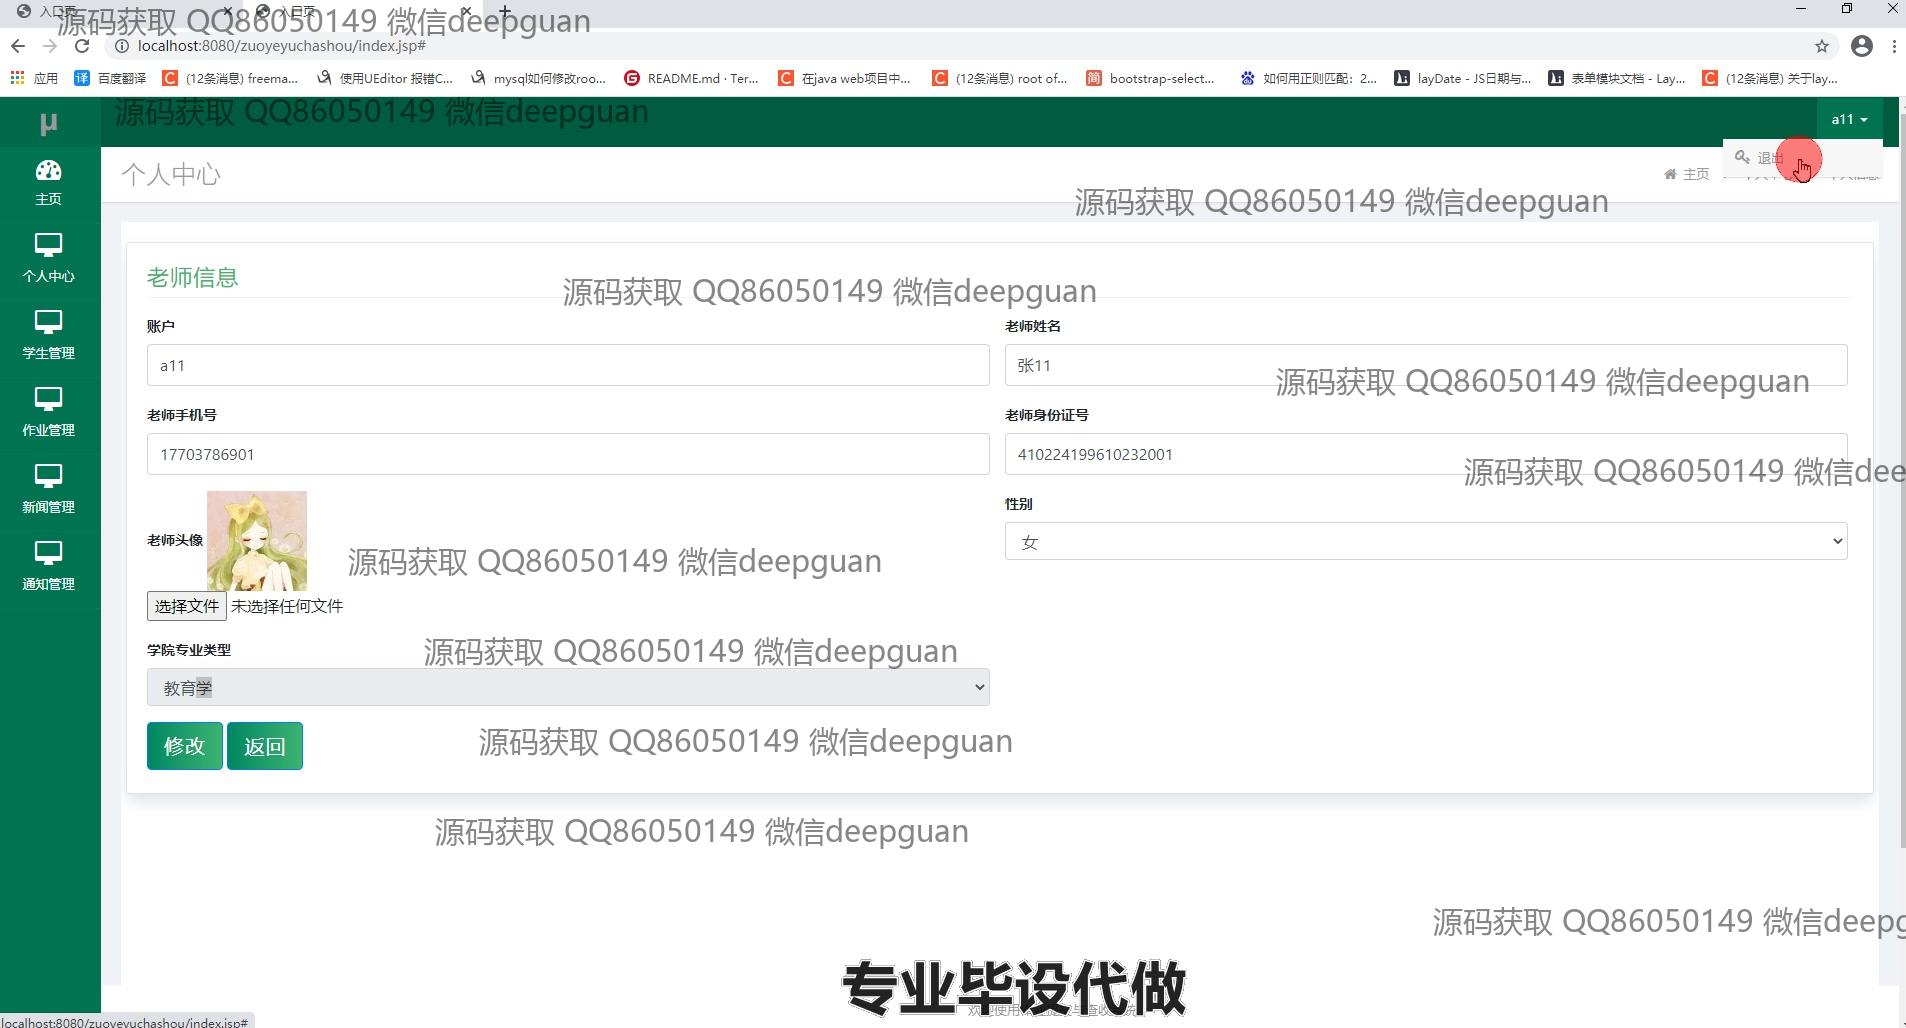 入口页
入口页
源码获取 QQ86050149 微信deepguan
localhost:8080/zuoyeyuchashou/index.jsp#
应用
百度翻译
(12条消息) freema...
使用UEditor 报错C...
mysql如何修改roo...
README.md · Ter...
在java web项目中...
(12条消息) root of...
bootstrap-select...
如何用正则匹配：2...
layDate - JS日期与...
表单模块文档 - Lay...
(12条消息) 关于lay...
源码获取 QQ86050149 微信deepguan
a11
退出
个人中心
主页
源码获取 QQ86050149 微信deepguan
主页
个人中心
学生管理
作业管理
新闻管理
通知管理
老师信息
源码获取 QQ86050149 微信deepguan
账户
老师姓名
a11
张11
源码获取 QQ86050149 微信deepguan
老师手机号
老师身份证号
17703786901
410224199610232001
源码获取 QQ86050149 微信dee
性别
老师头像
女
源码获取 QQ86050149 微信deepguan
选择文件 未选择任何文件
学院专业类型
源码获取 QQ86050149 微信deepguan
教育学
修改
返回
源码获取 QQ86050149 微信deepguan
源码获取 QQ86050149 微信deepguan
源码获取 QQ86050149 微信deepg
专业毕设代做
localhost:8080/zuoyeyuchashou/index.jsp#